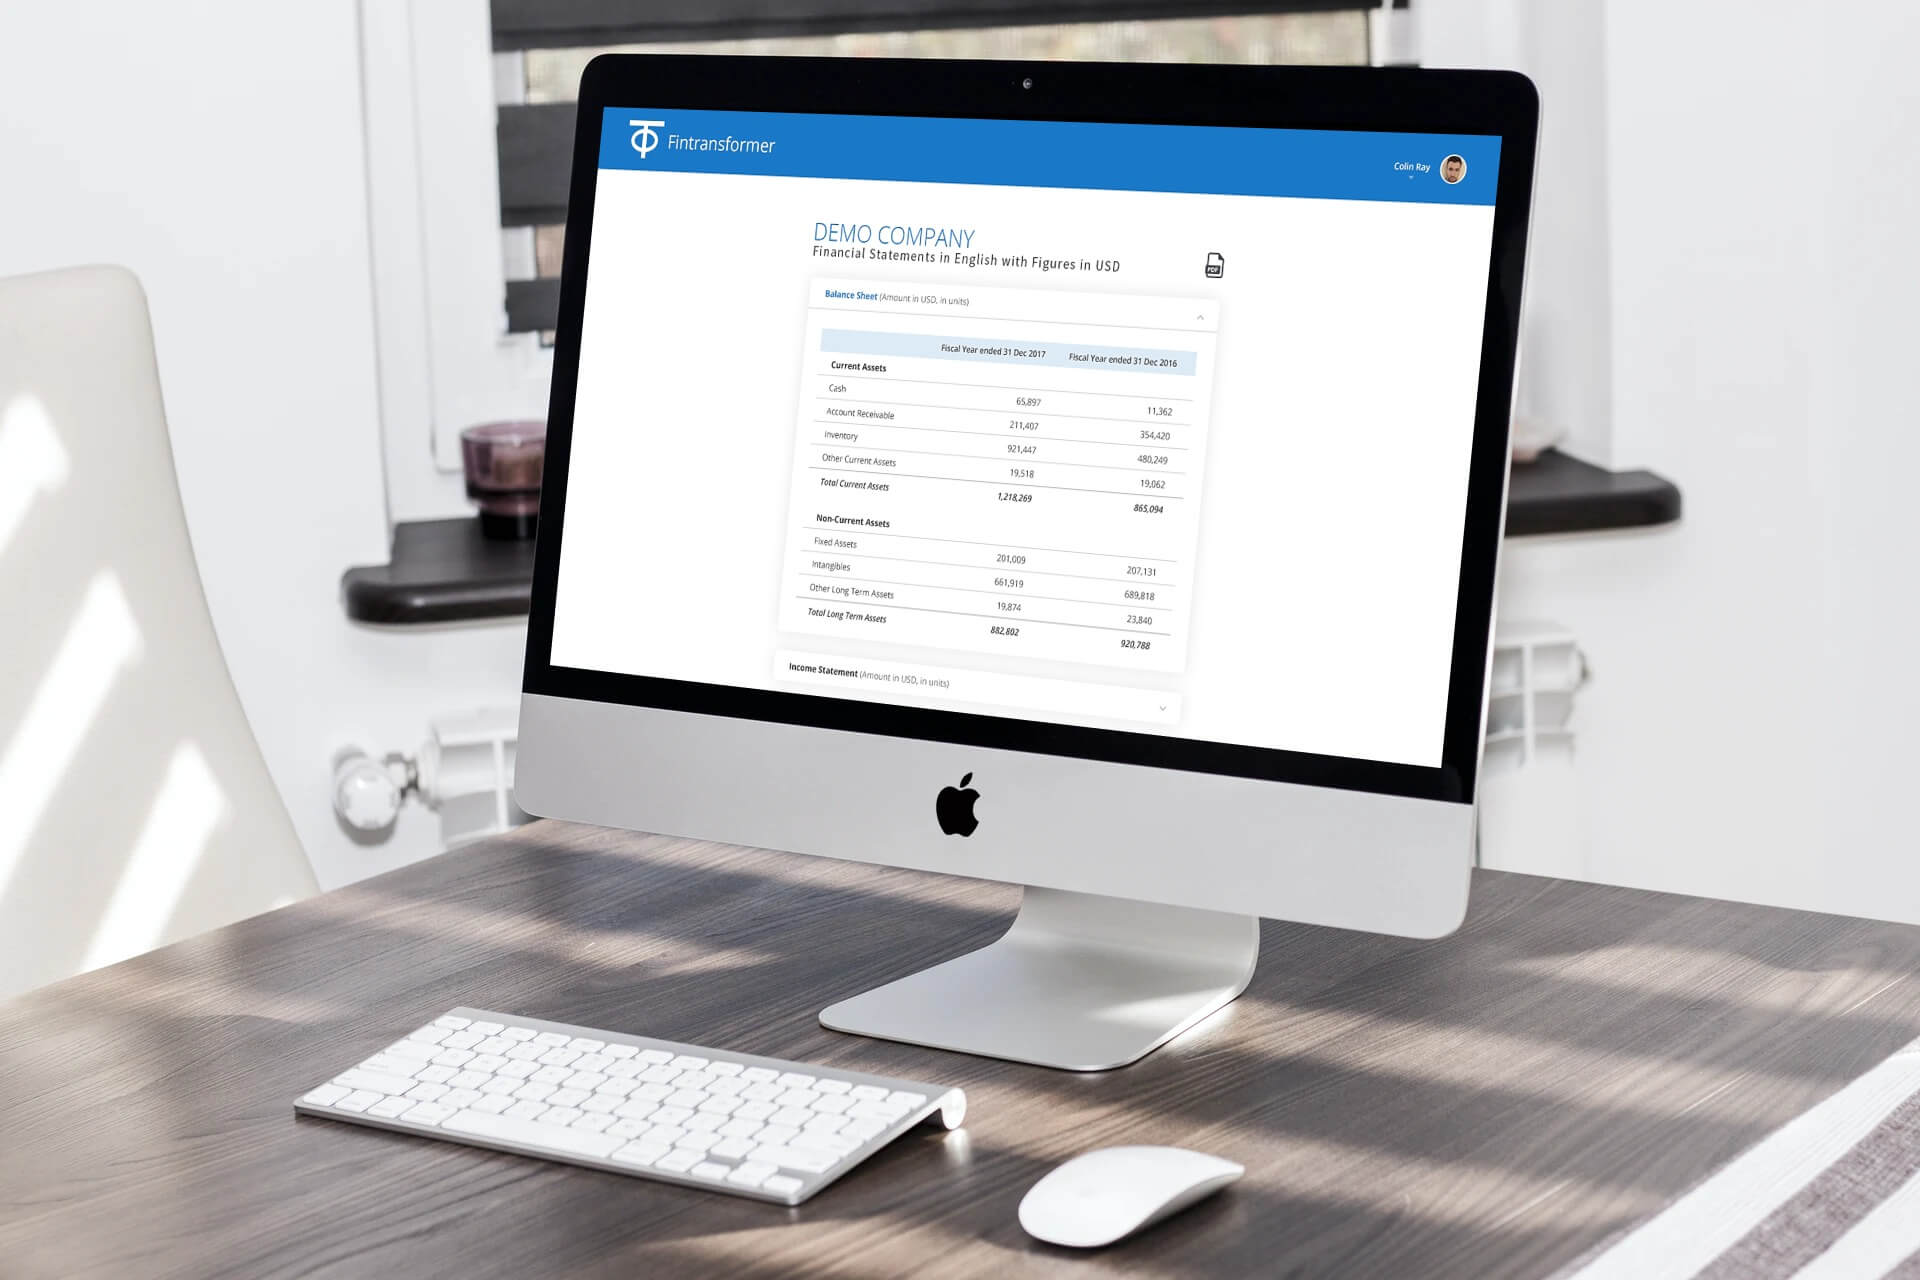 Fintransformer
Colin Ray
DEMO COMPANY
Financial Statements in English with Figures in USD
PDF
Balance Sheet (Amount in USD, in units)
Fiscal Year ended 31 Dec 2017 Fiscal Year ended 31 Dec 2016
Current Assets
Cash 65,897 11,362
Account Receivable 211,407 354,420
Inventory 921,447 480,249
Other Current Assets 19,518 19,062
Total Current Assets 1,218,269 865,094
Non-Current Assets
Fixed Assets 201,009 207,131
Intangibles 661,919 689,818
Other Long Term Assets 19,874 23,840
Total Long Term Assets 882,802 920,788
Income Statement (Amount in USD, in units)